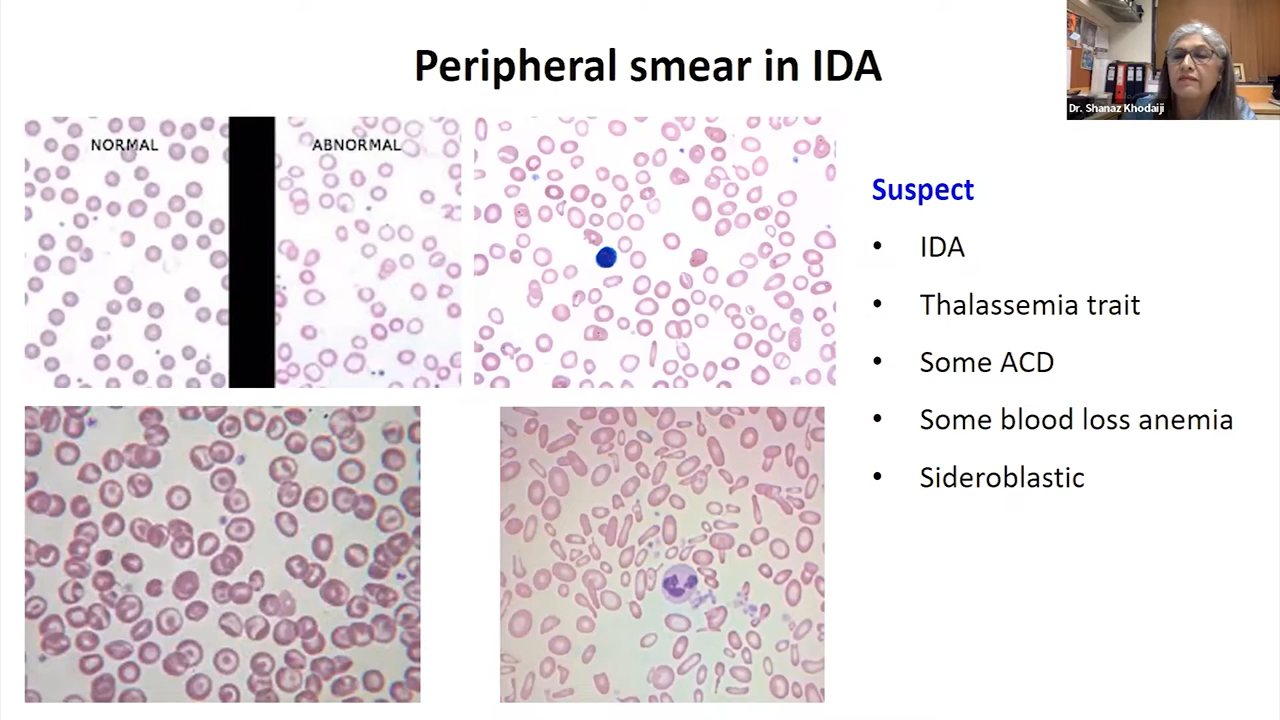 Peripheral smear in IDA
Dr. Shanaz Khodaiji
NORMAL
ABNORMAL
Suspect
• IDA
• Thalassemia trait
• Some ACD
• Some blood loss anemia
• Sideroblastic